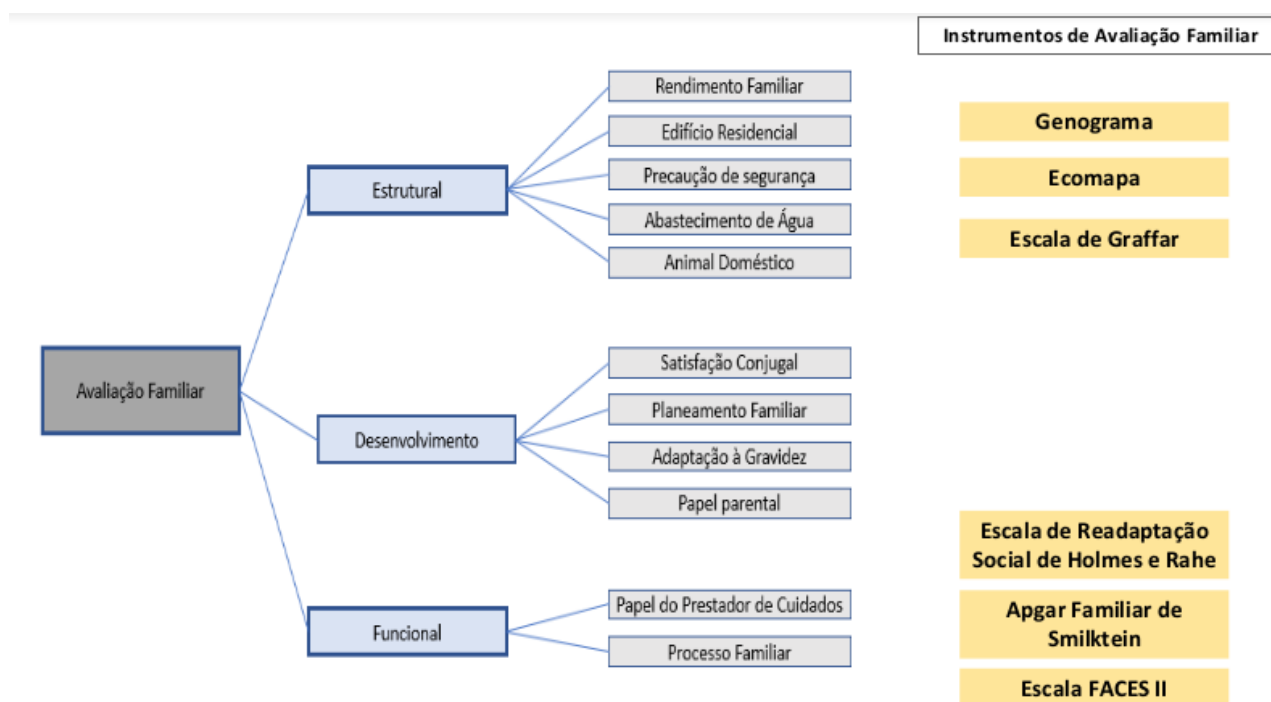 Instrumentos de Avaliação Familiar
Rendimento Familiar
Edifício Residencial
Precaução de segurança
Abastecimento de Água
Animal Doméstico
Estrutural
Genograma
Ecomapa
Escala de Graffar
Avaliação Familiar
Satisfação Conjugal
Planeamento Familiar
Adaptação à Gravidez
Papel parental
Desenvolvimento
Escala de Readaptação
Social de Holmes e Rahe
Papel do Prestador de Cuidados
Processo Familiar
Funcional
Apgar Familiar de
Smilktein
Escala FACES II